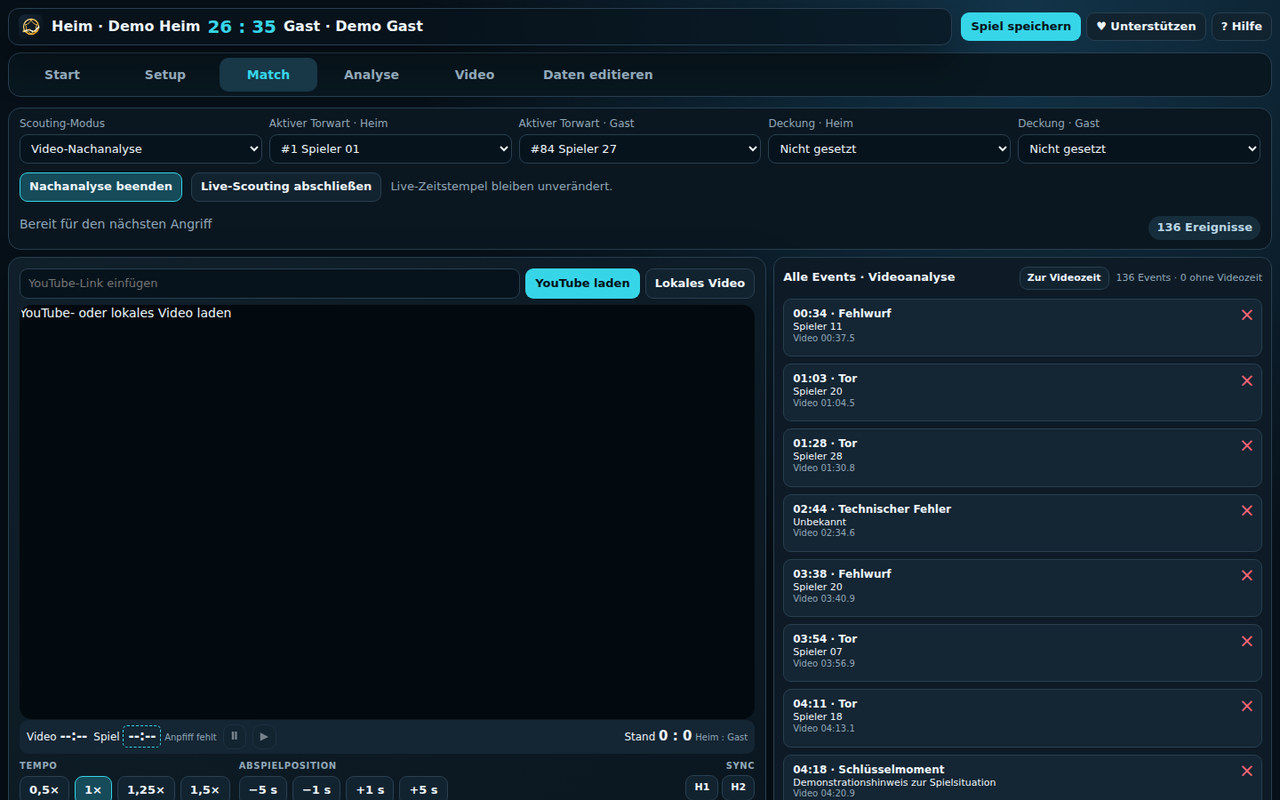 Heim · Demo Heim 26 : 35 Gast · Demo Gast
Spiel speichern
♥ Unterstützen
? Hilfe
Start
Setup
Match
Analyse
Video
Daten editieren
Scouting-Modus
Video-Nachanalyse
Aktiver Torwart · Heim
#1 Spieler 01
Aktiver Torwart · Gast
#84 Spieler 27
Deckung · Heim
Nicht gesetzt
Deckung · Gast
Nicht gesetzt
Nachanalyse beenden
Live-Scouting abschließen
Live-Zeitstempel bleiben unverändert.
Bereit für den nächsten Angriff
136 Ereignisse
YouTube-Link einfügen
YouTube laden
Lokales Video
YouTube- oder lokales Video laden
Video --:-- Spiel --:-- Anpfiff fehlt
Stand 0 : 0 Heim : Gast
TEMPO
0,5×
1×
1,25×
1,5×
ABSPIELPOSITION
−5 s
−1 s
+1 s
+5 s
SYNC
H1
H2
Alle Events · Videoanalyse
Zur Videozeit
136 Events · 0 ohne Videozeit
00:34 · Fehlwurf
Spieler 11
Video 00:37.5
01:03 · Tor
Spieler 20
Video 01:04.5
01:28 · Tor
Spieler 28
Video 01:30.8
02:44 · Technischer Fehler
Unbekannt
Video 02:34.6
03:38 · Fehlwurf
Spieler 20
Video 03:40.9
03:54 · Tor
Spieler 07
Video 03:56.9
04:11 · Tor
Spieler 18
Video 04:13.1
04:18 · Schlüsselmoment
Demonstrationshinweis zur Spielsituation
Video 04:20.9